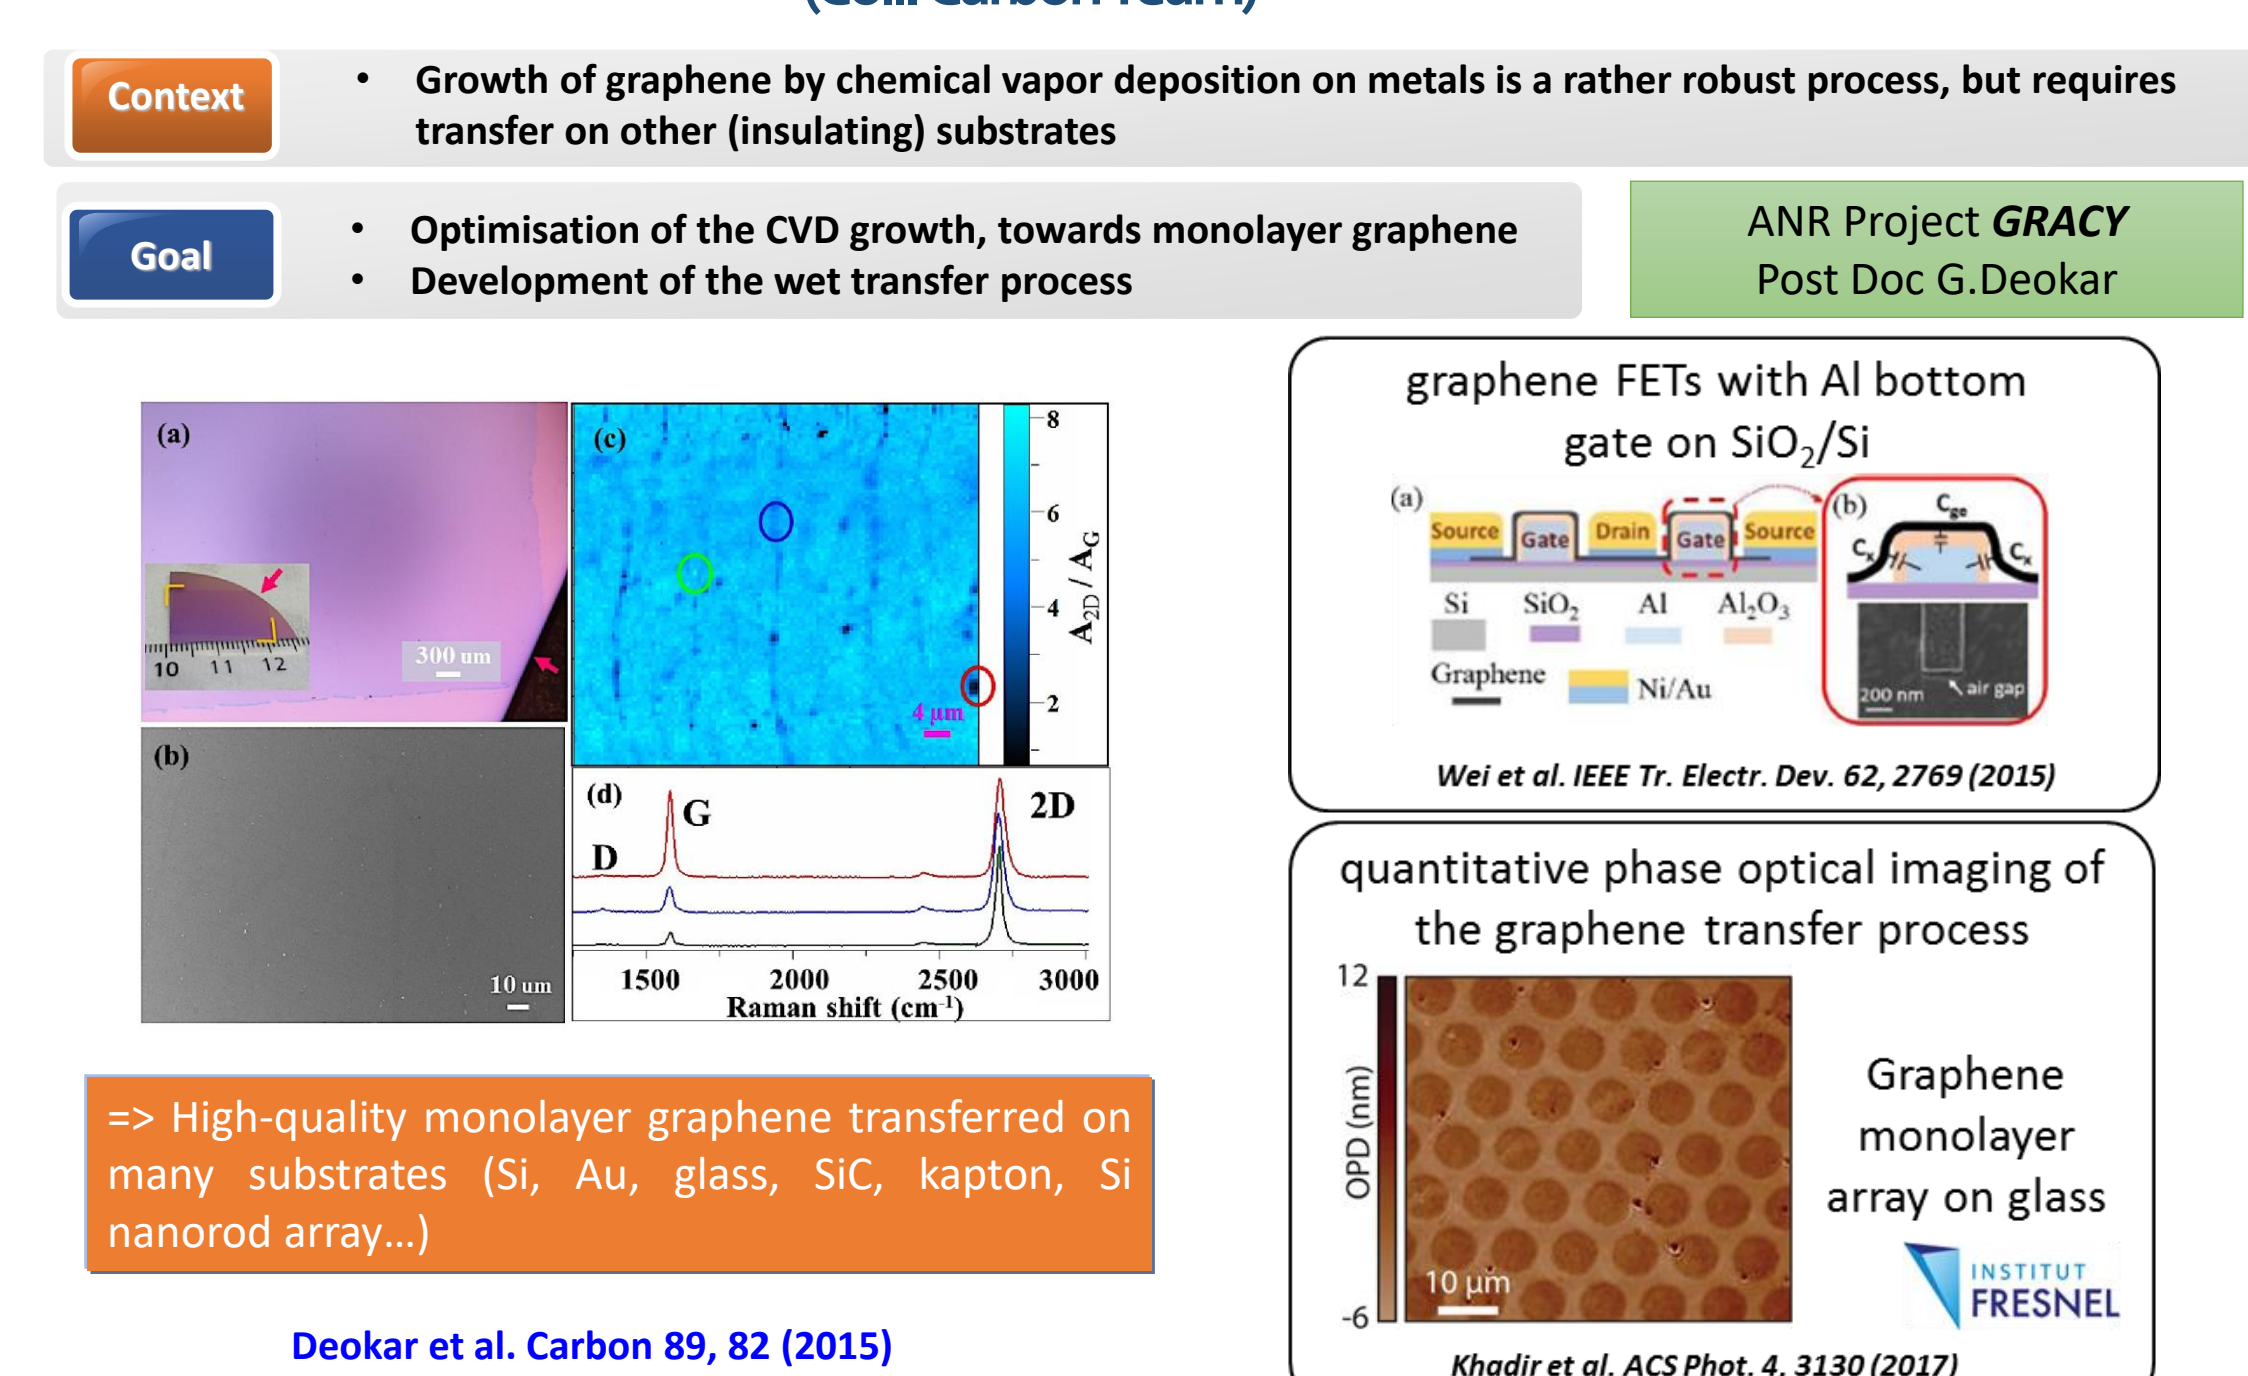 (Coll. Carbon Team)
Context
• Growth of graphene by chemical vapor deposition on metals is a rather robust process, but requires
transfer on other (insulating) substrates
Goal
• Optimisation of the CVD growth, towards monolayer graphene
• Development of the wet transfer process
ANR Project GRACY
Post Doc G.Deokar
(a)
10 11 12
300 um
(b)
10 um
(c)
4 µm
8
6
4
2
A2D / AG
(d)
D
G
2D
1500 2000 2500 3000
Raman shift (cm-1)
=> High-quality monolayer graphene transferred on
many substrates (Si, Au, glass, SiC, kapton, Si
nanorod array…)
Deokar et al. Carbon 89, 82 (2015)
graphene FETs with Al bottom
gate on SiO2/Si
(a)
Source Gate Drain Gate Source
Si SiO2 Al Al2O3
Graphene Ni/Au
(b)
Cge
Cx Cx
200 nm air gap
Wei et al. IEEE Tr. Electr. Dev. 62, 2769 (2015)
quantitative phase optical imaging of
the graphene transfer process
12
OPD (nm)
-6
10 µm
Graphene
monolayer
array on glass
INSTITUT
FRESNEL
Khadir et al. ACS Phot. 4, 3130 (2017)